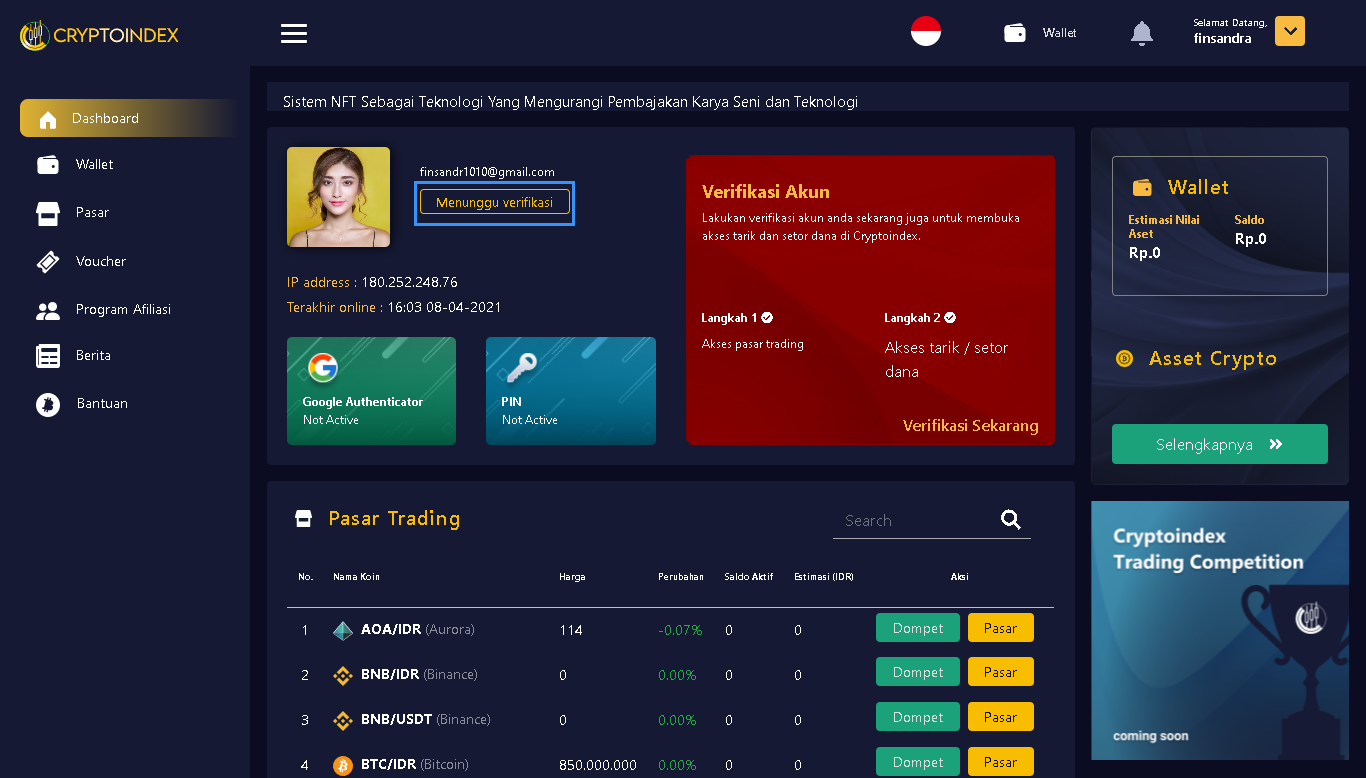 CRYPTOINDEX
Wallet
Selamat Datang,
finsandra
Dashboard
Wallet
Pasar
Voucher
Program Afiliasi
Berita
Bantuan
Sistem NFT Sebagai Teknologi Yang Mengurangi Pembajakan Karya Seni dan Teknologi
finsandr1010@gmail.com
Menunggu verifikasi
IP address : 180.252.248.76
Terakhir online : 16:03 08-04-2021
Google Authenticator
Not Active
PIN
Not Active
Verifikasi Akun
Lakukan verifikasi akun anda sekarang juga untuk membuka
akses tarik dan setor dana di Cryptoindex.
Langkah 1
Akses pasar trading
Langkah 2
Akses tarik / setor
dana
Verifikasi Sekarang
Wallet
Estimasi Nilai
Aset
Rp.0
Saldo
Rp.0
Asset Crypto
Selengkapnya
Pasar Trading
Search
No. Nama Koin Harga Perubahan Saldo Aktif Estimasi (IDR) Aksi
1 AOA/IDR (Aurora) 114 -0.07% 0 0 Dompet Pasar
2 BNB/IDR (Binance) 0 0.00% 0 0 Dompet Pasar
3 BNB/USDT (Binance) 0 0.00% 0 0 Dompet Pasar
4 BTC/IDR (Bitcoin) 850.000.000 0.00% 0 0 Dompet Pasar
Cryptoindex
Trading Competition
coming soon